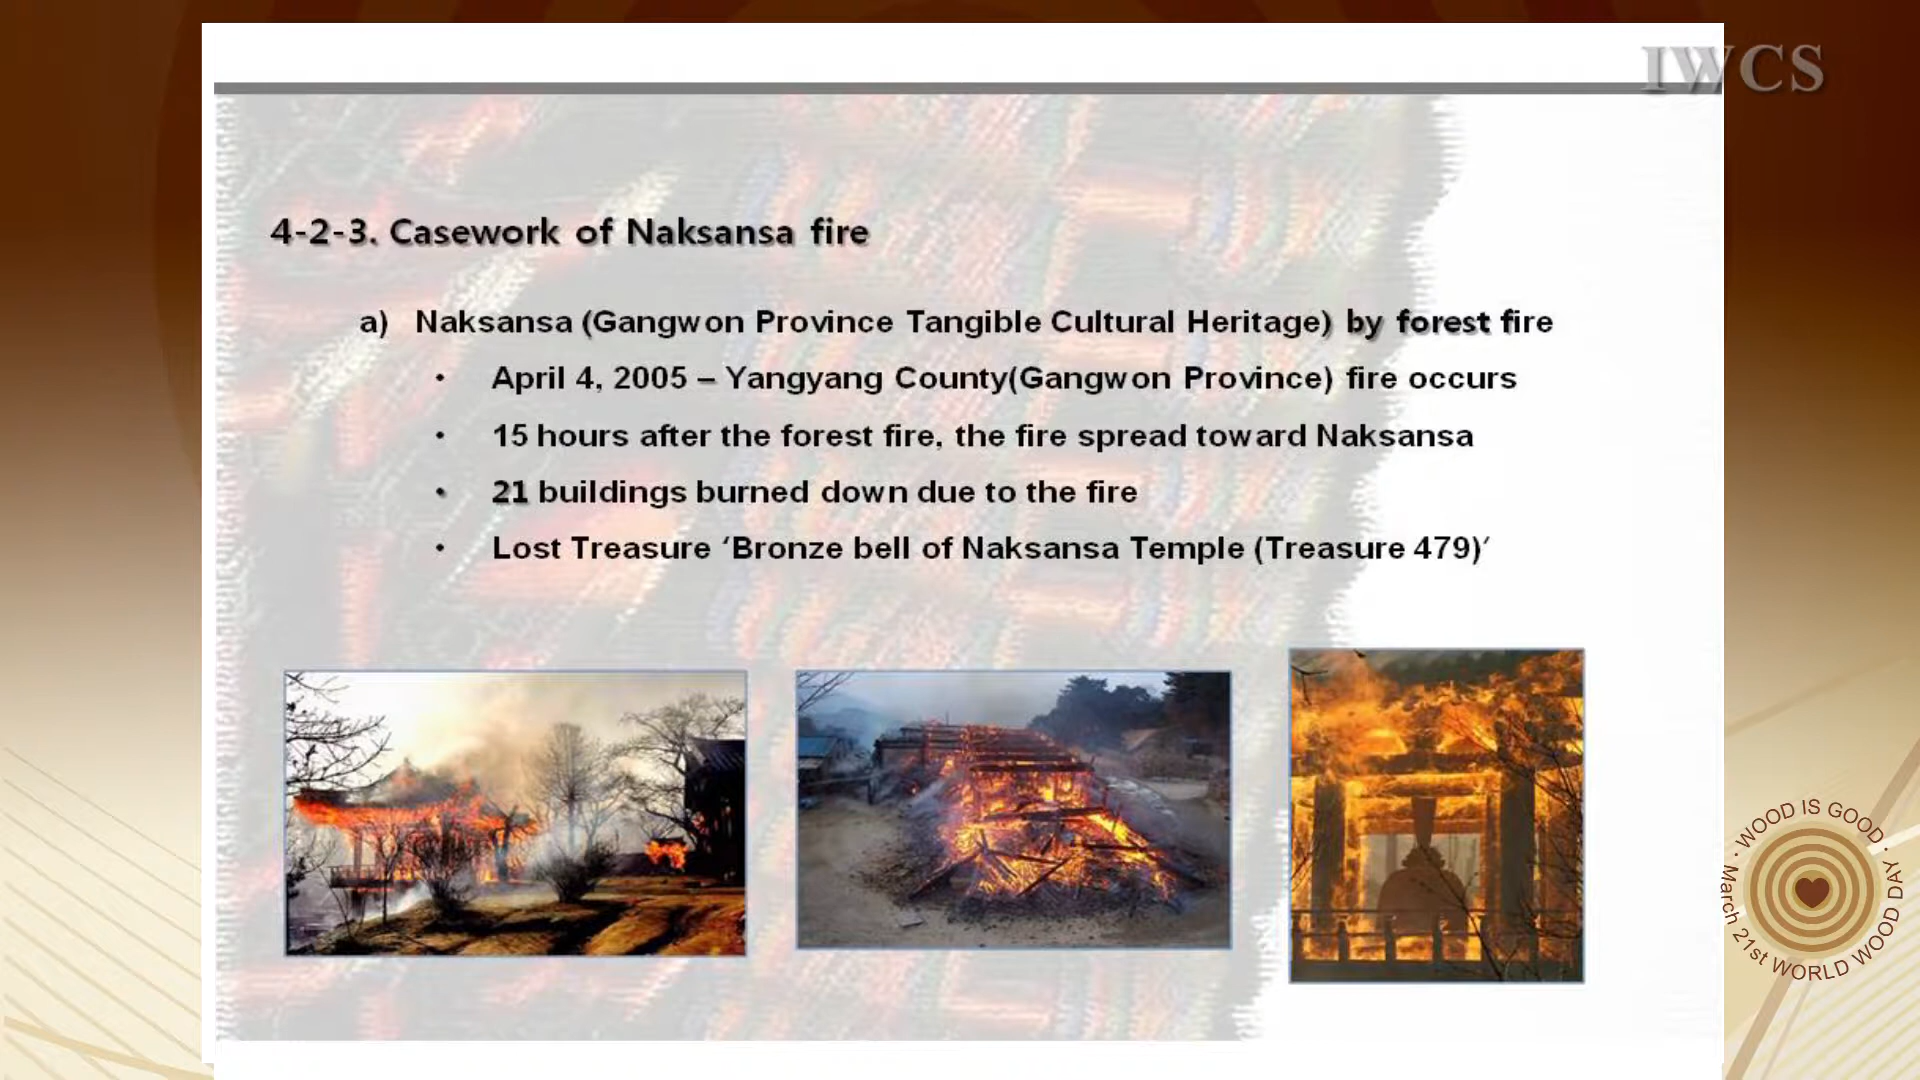 IWCS
4-2-3. Casework of Naksansa fire
a) Naksansa (Gangwon Province Tangible Cultural Heritage) by forest fire
• April 4, 2005 – Yangyang County(Gangwon Province) fire occurs
• 15 hours after the forest fire, the fire spread toward Naksansa
• 21 buildings burned down due to the fire
• Lost Treasure ‘Bronze bell of Naksansa Temple (Treasure 479)’
· WOOD IS GOOD ·
March 21st WORLD WOOD DAY